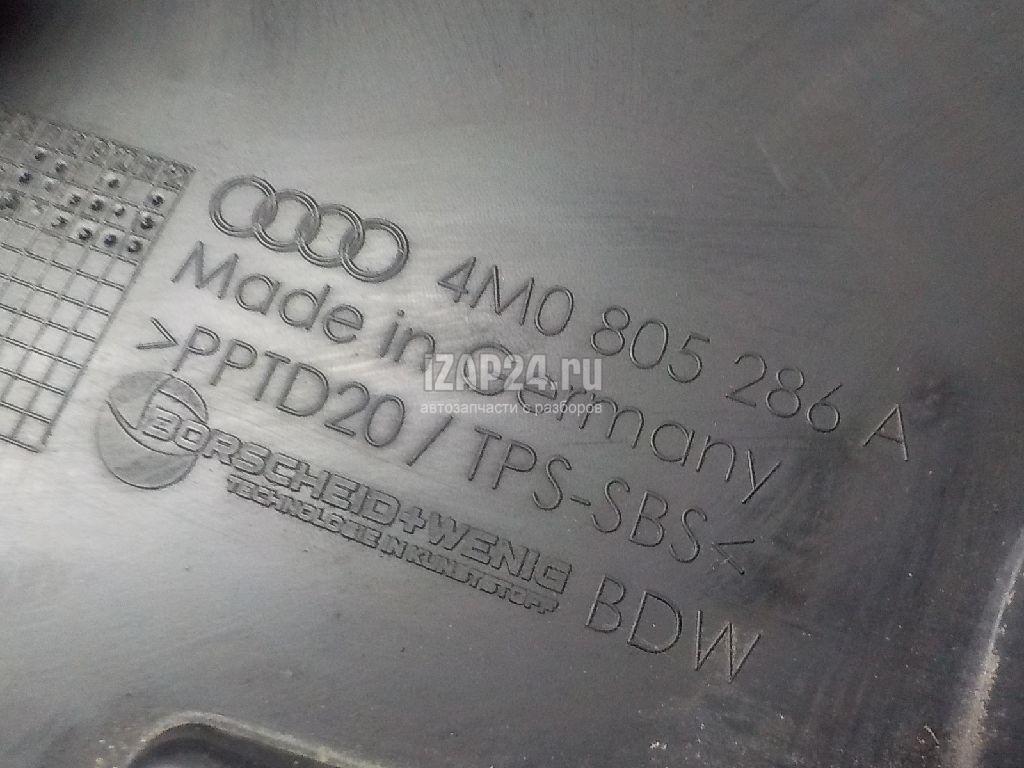 4M0 805 286 A
Made in Germany
>PPTD20 / TPS-SBS<
BORSCHEID+WENIG
TECHNOLOGIE IN KUNSTSTOFF
BDW
iZAP24.ru
автозапчасти с разборов